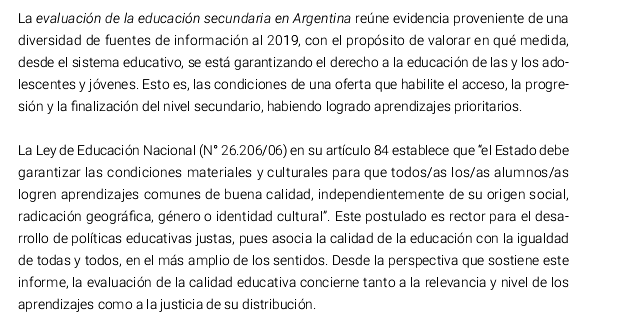 La evaluación de la educación secundaria en Argentina reúne evidencia proveniente de una
diversidad de fuentes de información al 2019, con el propósito de valorar en qué medida,
desde el sistema educativo, se está garantizando el derecho a la educación de las y los ado-
lescentes y jóvenes. Esto es, las condiciones de una oferta que habilite el acceso, la progre-
sión y la finalización del nivel secundario, habiendo logrado aprendizajes prioritarios.
La Ley de Educación Nacional (N° 26.206/06) en su artículo 84 establece que "el Estado debe
garantizar las condiciones materiales y culturales para que todos/as los/as alumnos/as
logren aprendizajes comunes de buena calidad, independientemente de su origen social,
radicación geográfica, género o identidad cultural". Este postulado es rector para el desa-
rrollo de políticas educativas justas, pues asocia la calidad de la educación con la igualdad
de todas y todos, en el más amplio de los sentidos. Desde la perspectiva que sostiene este
informe, la evaluación de la calidad educativa concierne tanto a la relevancia y nivel de los
aprendizajes como a la justicia de su distribución.